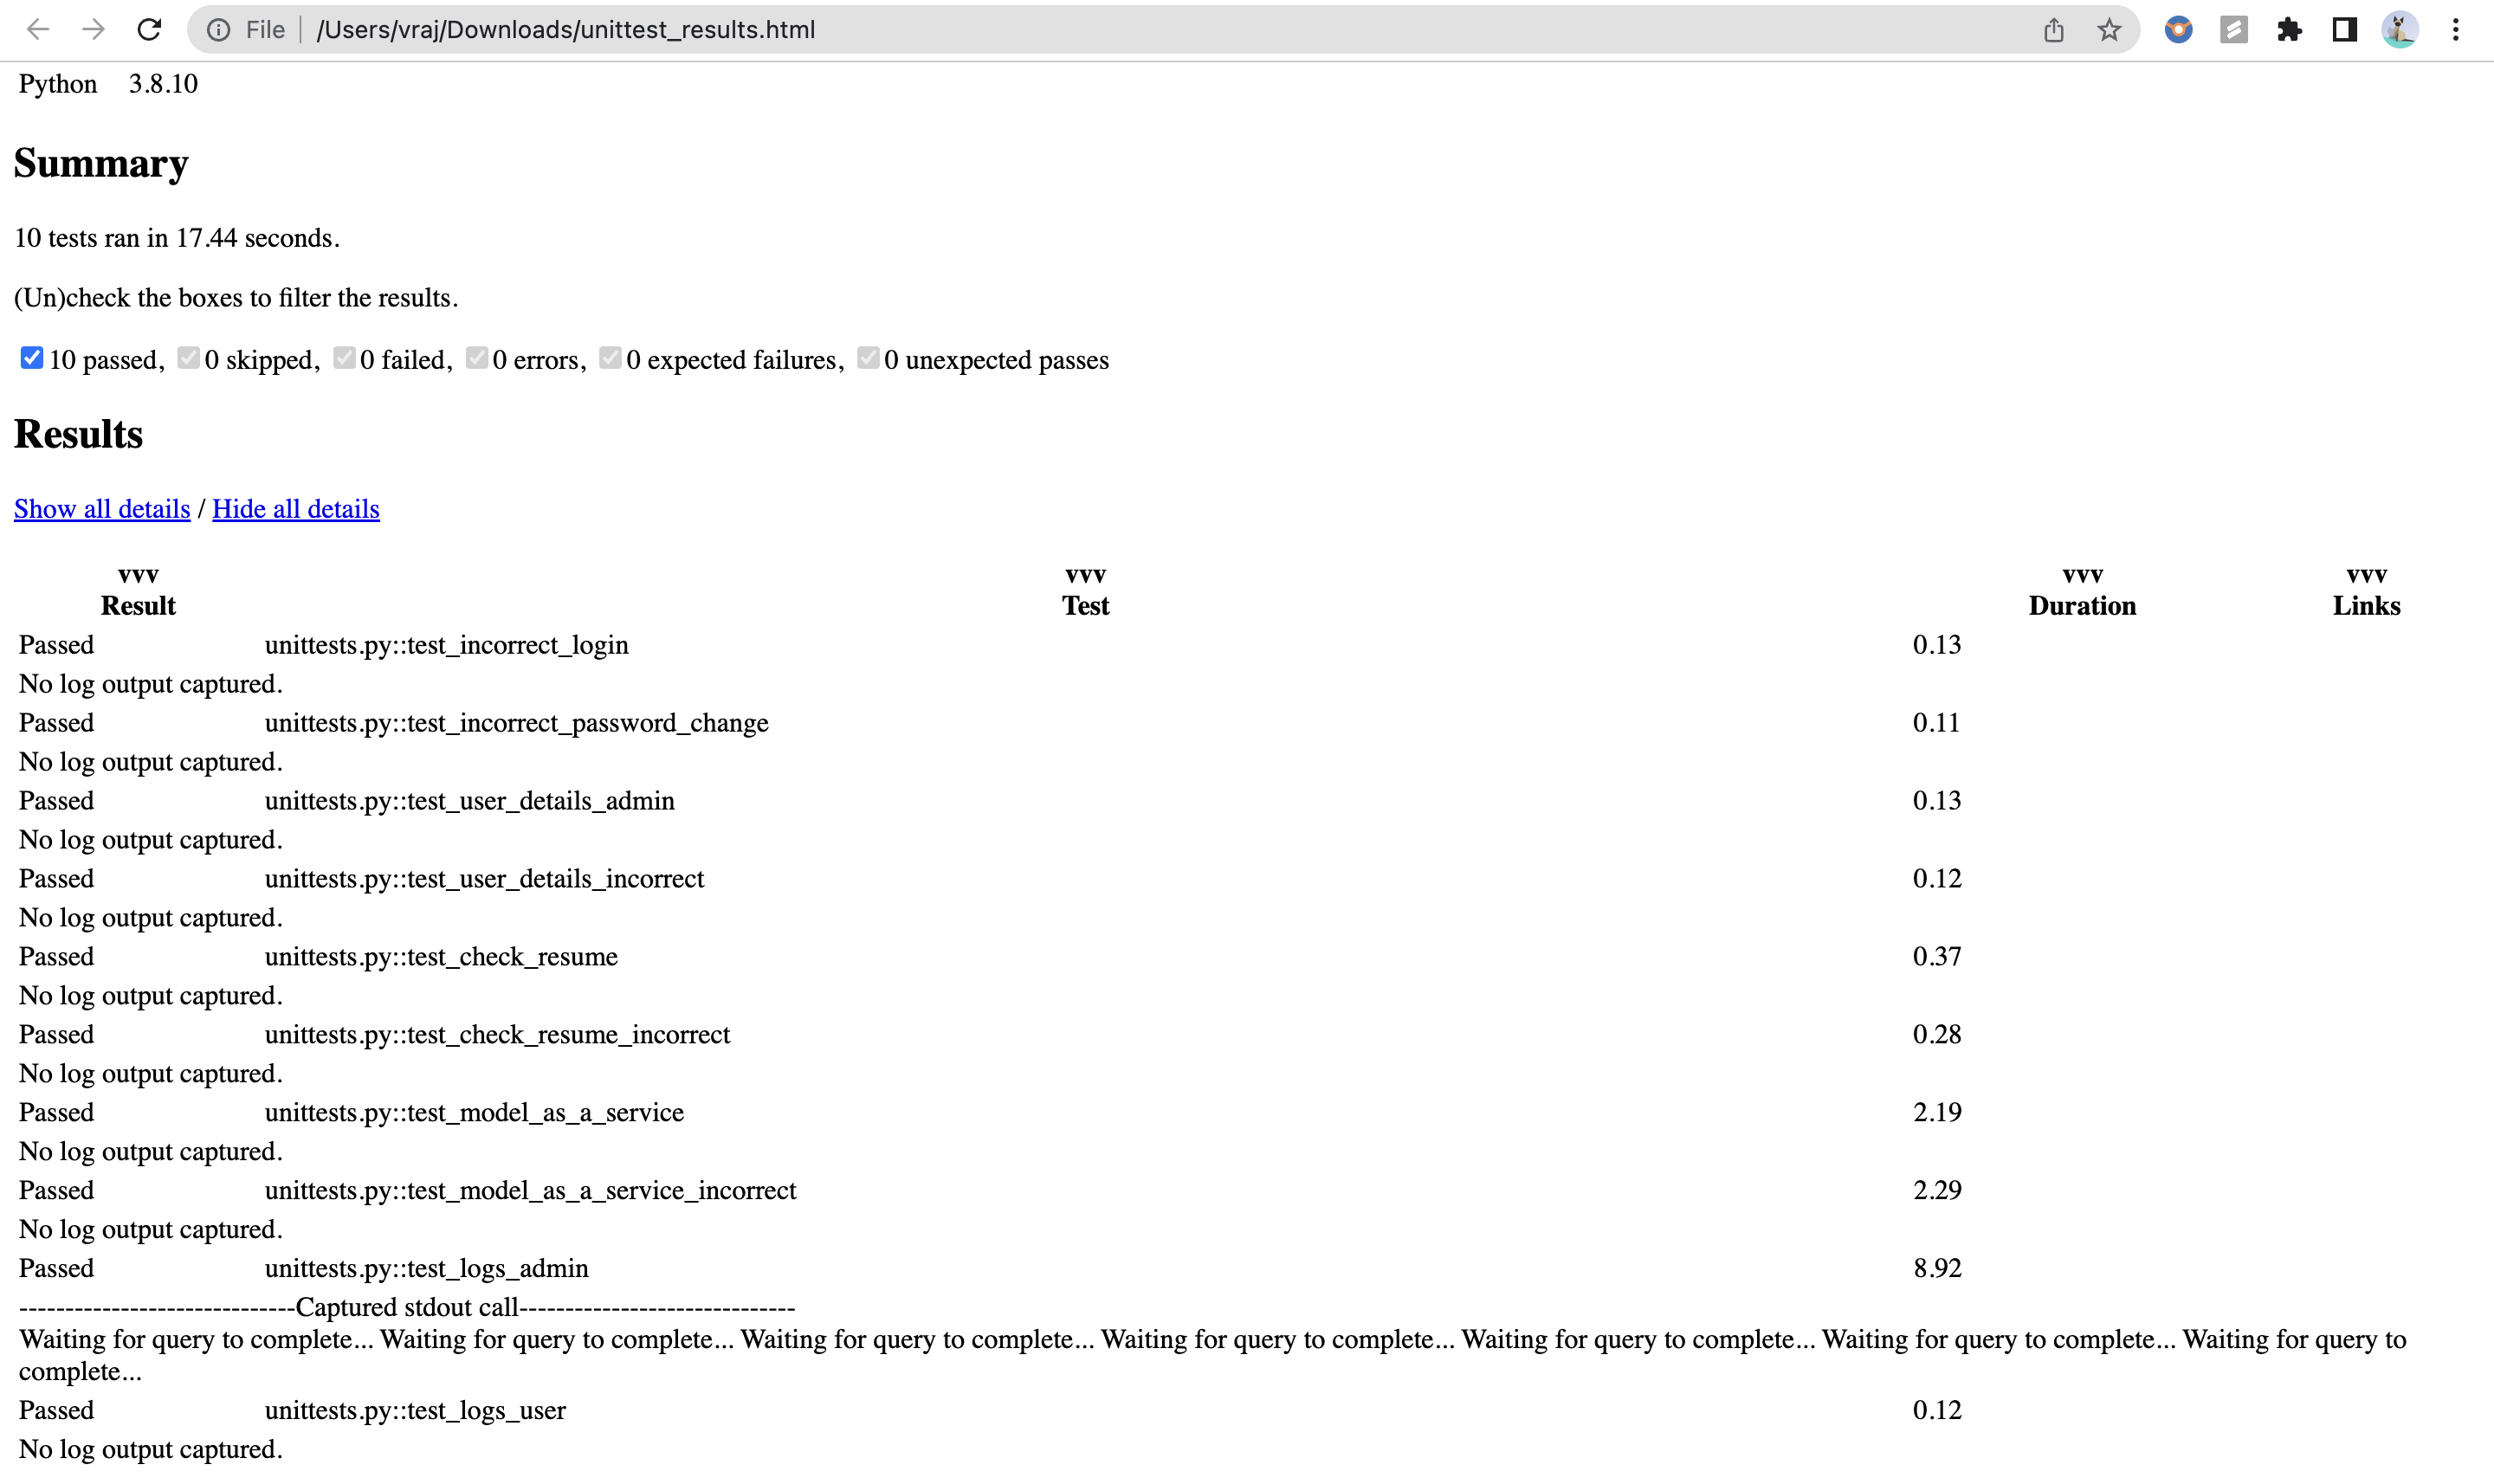 File | /Users/vraj/Downloads/unittest_results.html
Python 3.8.10
Summary
10 tests ran in 17.44 seconds.
(Un)check the boxes to filter the results.
10 passed, 0 skipped, 0 failed, 0 errors, 0 expected failures, 0 unexpected passes
Results
Show all details / Hide all details
vvv vvv vvv vvv
Result Test Duration Links
Passed unittests.py::test_incorrect_login 0.13
No log output captured.
Passed unittests.py::test_incorrect_password_change 0.11
No log output captured.
Passed unittests.py::test_user_details_admin 0.13
No log output captured.
Passed unittests.py::test_user_details_incorrect 0.12
No log output captured.
Passed unittests.py::test_check_resume 0.37
No log output captured.
Passed unittests.py::test_check_resume_incorrect 0.28
No log output captured.
Passed unittests.py::test_model_as_a_service 2.19
No log output captured.
Passed unittests.py::test_model_as_a_service_incorrect 2.29
No log output captured.
Passed unittests.py::test_logs_admin 8.92
------------------------------Captured stdout call------------------------------
Waiting for query to complete... Waiting for query to complete... Waiting for query to complete... Waiting for query to complete... Waiting for query to complete... Waiting for query to complete... Waiting for query to
complete...
Passed unittests.py::test_logs_user 0.12
No log output captured.